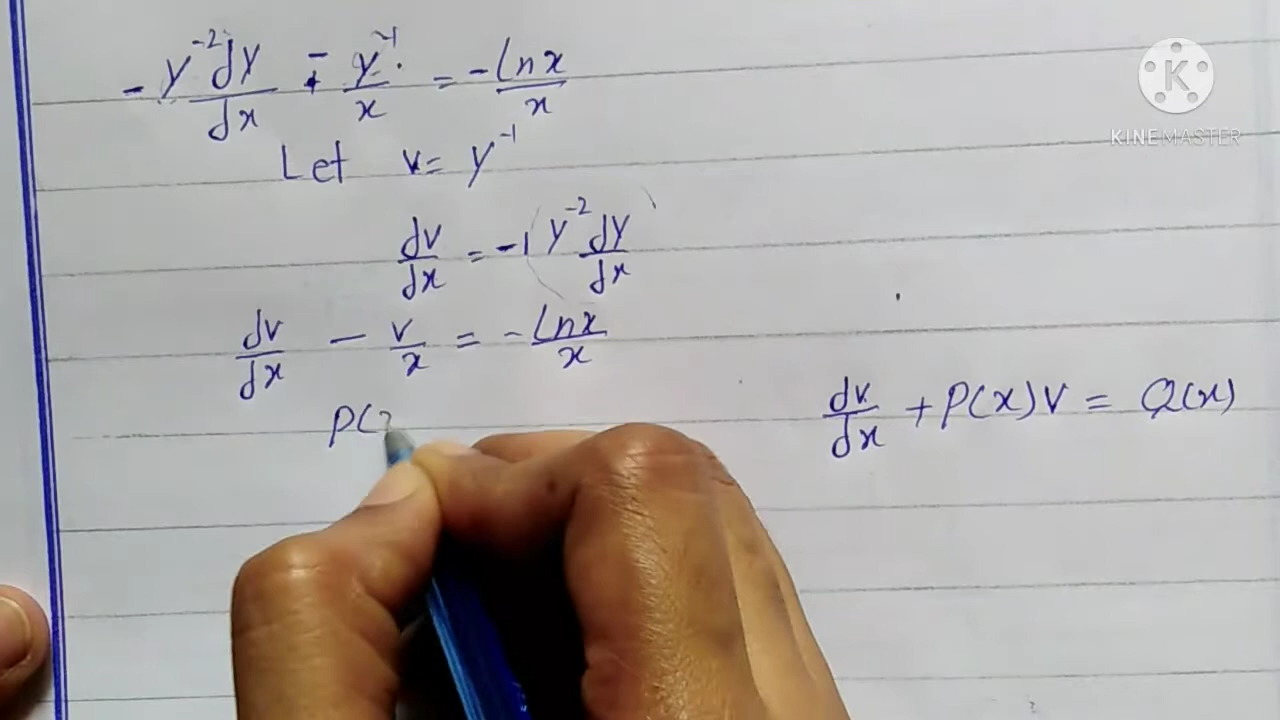 - y⁻² dy/dx - y⁻¹/x = - ln x/x
Let v = y⁻¹
dv/dx = -1 (y⁻² dy/dx)
dv/dx - v/x = - ln x/x
P(
dv/dx + P(x)v = Q(x)
KINEMASTER